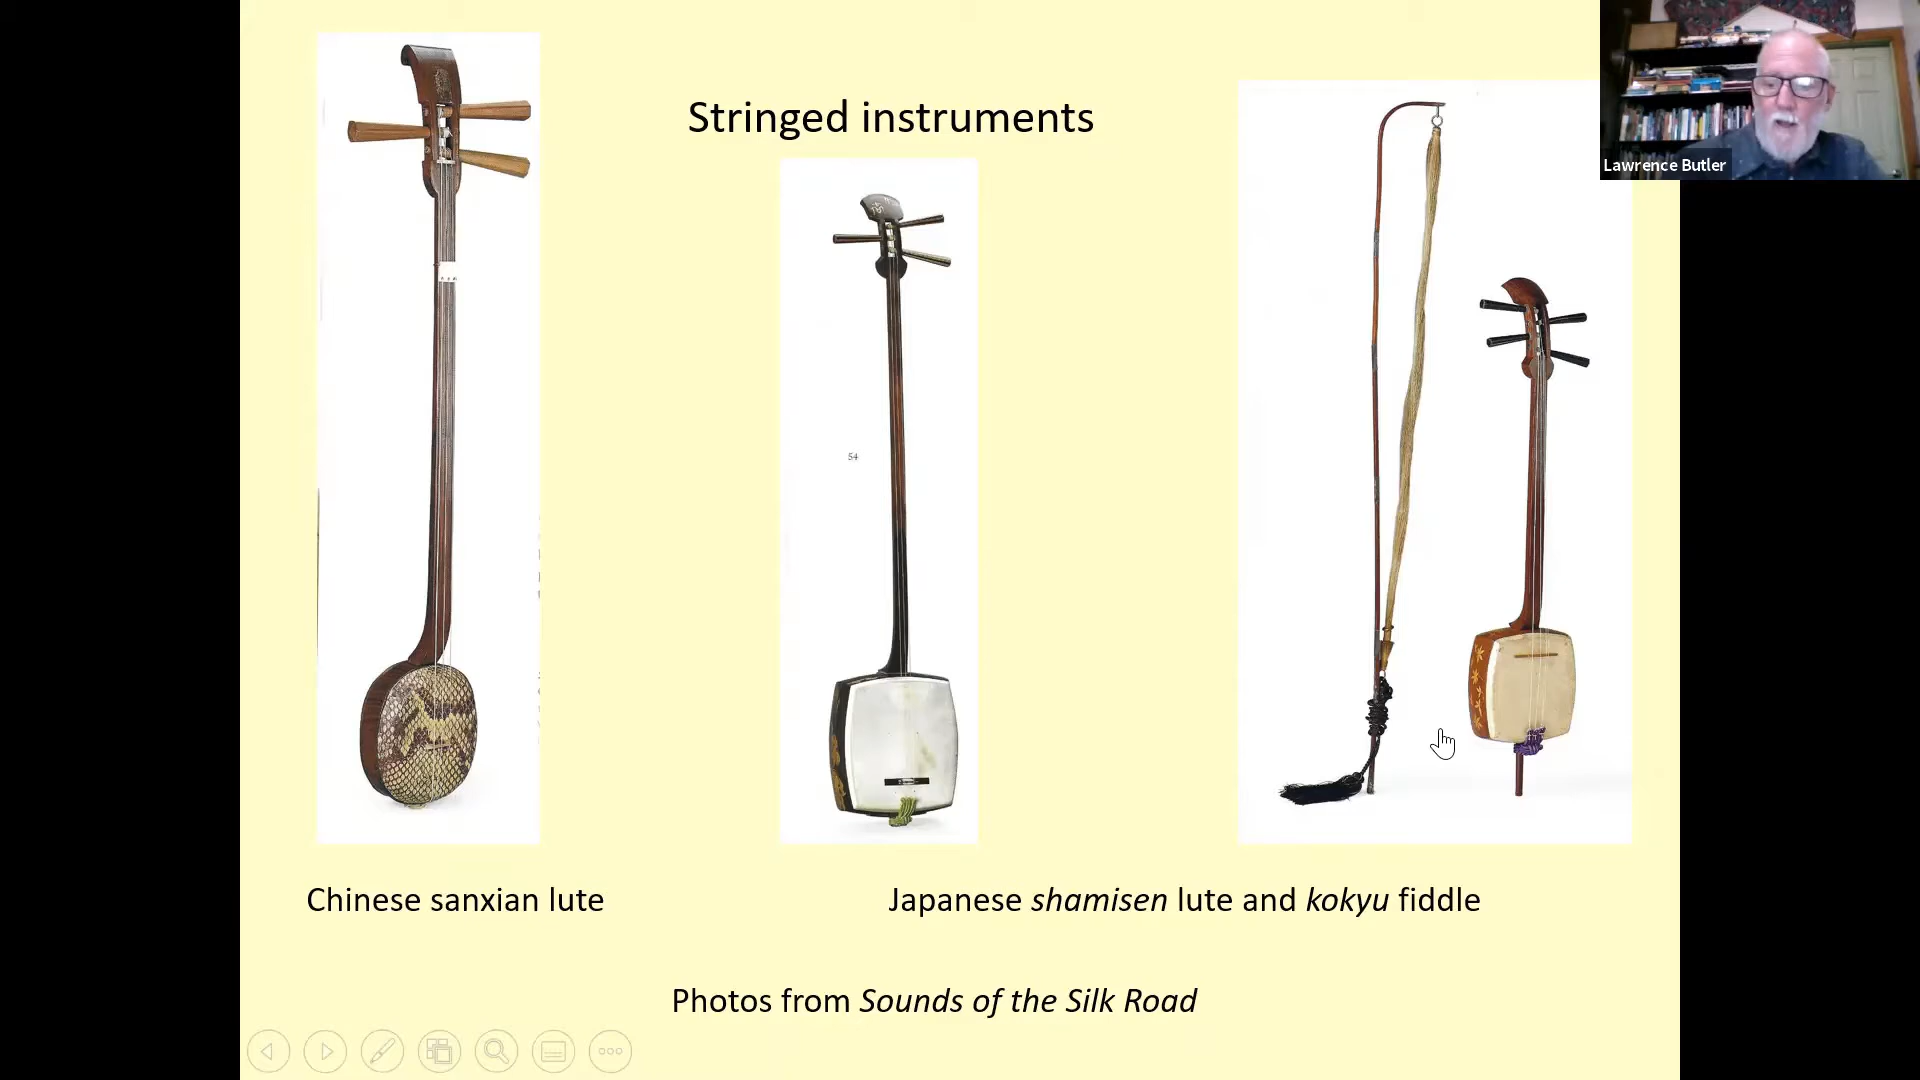 Stringed instruments
Lawrence Butler
54
Chinese sanxian lute
Japanese shamisen lute and kokyu fiddle
Photos from Sounds of the Silk Road